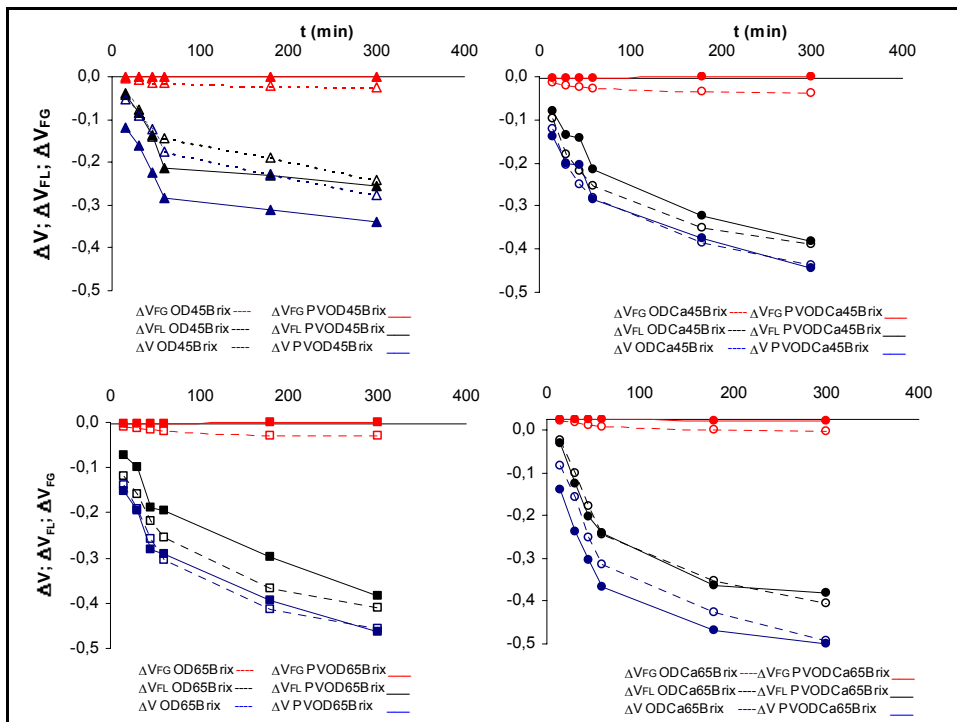 t (min)
0 100 200 300 400
0,0
-0,1
-0,2
-0,3
-0,4
-0,5
ΔV; ΔVFL; ΔVFG
ΔVFG OD45Brix ---- ΔVFG PVOD45Brix
ΔVFL OD45Brix ---- ΔVFL PVOD45Brix
ΔV OD45Brix ---- ΔV PVOD45Brix
t (min)
0 100 200 300 400
0,0
-0,1
-0,2
-0,3
-0,4
-0,5
ΔVFG ODCa45Brix ---- ΔVFG PVODCa45Brix
ΔVFL ODCa45Brix ---- ΔVFL PVODCa45Brix
ΔV ODCa45Brix ---- ΔV PVODCa45Brix
0 100 200 300 400
0,0
-0,1
-0,2
-0,3
-0,4
-0,5
ΔV; ΔVFL; ΔVFG
ΔVFG OD65Brix ---- ΔVFG PVOD65Brix
ΔVFL OD65Brix ---- ΔVFL PVOD65Brix
ΔV OD65Brix ---- ΔV PVOD65Brix
0 100 200 300 400
0,0
-0,1
-0,2
-0,3
-0,4
-0,5
ΔVFG ODCa65Brix ---- ΔVFG PVODCa65Brix
ΔVFL ODCa65Brix ---- ΔVFL PVODCa65Brix
ΔV ODCa65Brix ---- ΔV PVODCa65Brix